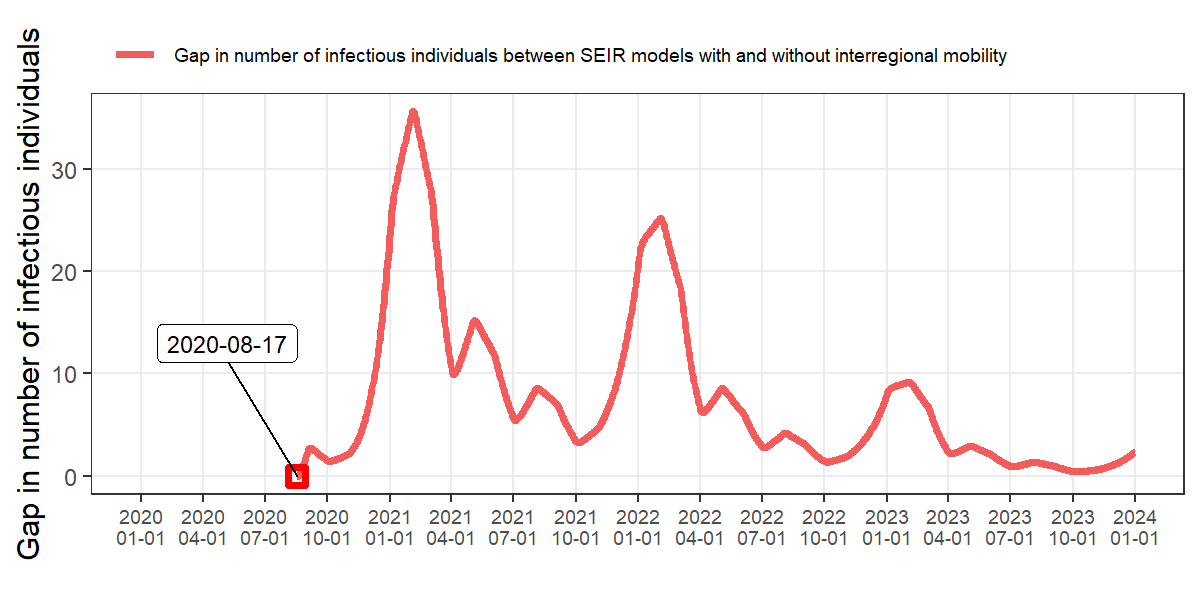 Gap in number of infectious individuals between SEIR models with and without interregional mobility
Gap in number of infectious individuals
30
20
10
0
2020-08-17
2020 2020 2020 2020 2021 2021 2021 2021 2022 2022 2022 2022 2023 2023 2023 2023 2024
01-01 04-01 07-01 10-01 01-01 04-01 07-01 10-01 01-01 04-01 07-01 10-01 01-01 04-01 07-01 10-01 01-01